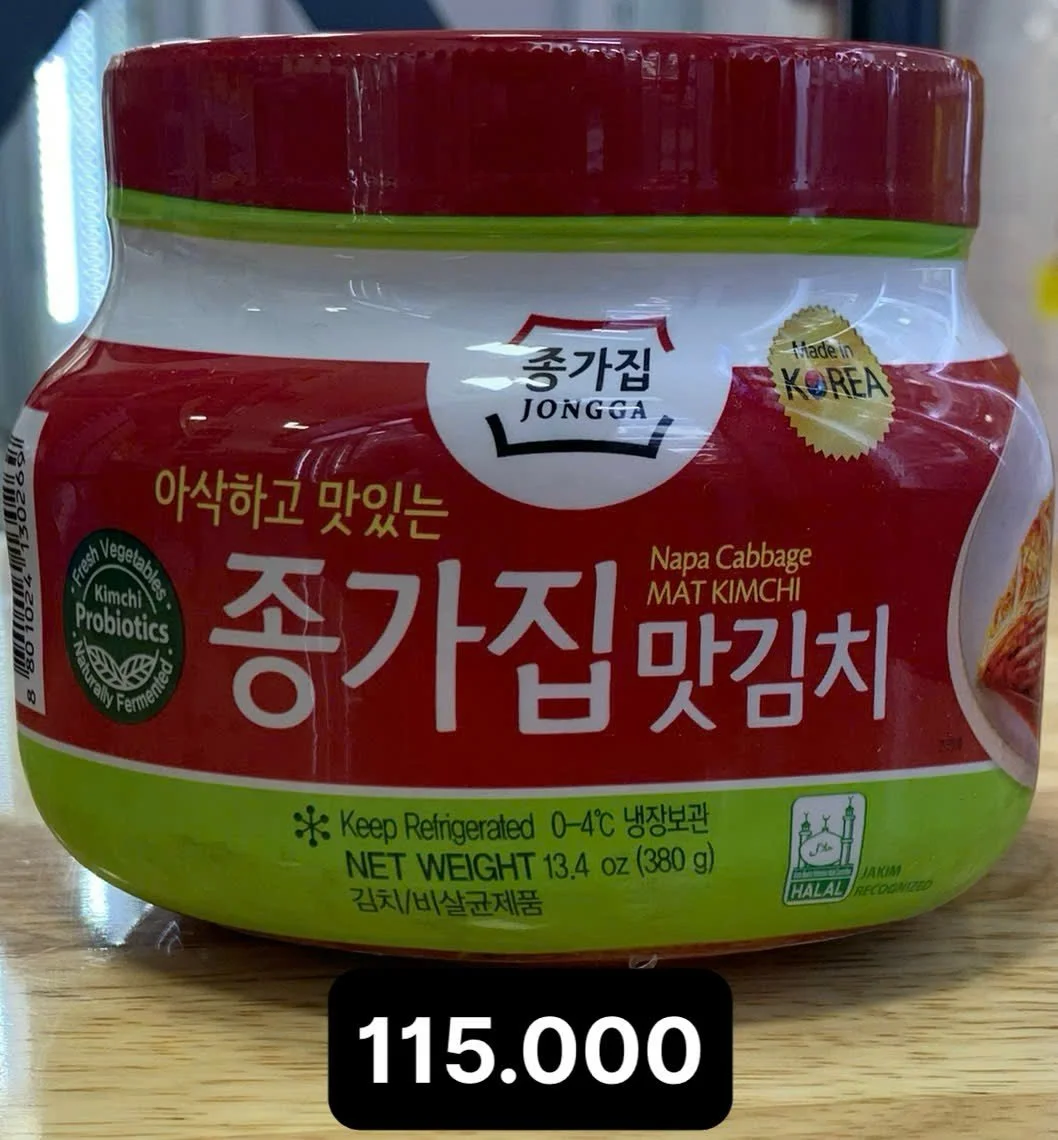 종가집
JONGGA
Made in
KOREA
아삭하고 맛있는
Fresh Vegetables
Kimchi
Probiotics
Naturally Fermented
Napa Cabbage
MAT KIMCHI
종가집 맛김치
Keep Refrigerated 0-4℃ 냉장보관
NET WEIGHT 13.4 oz (380 g)
김치/비살균제품
HALAL
JAKIM
RECOGNIZED
115.000